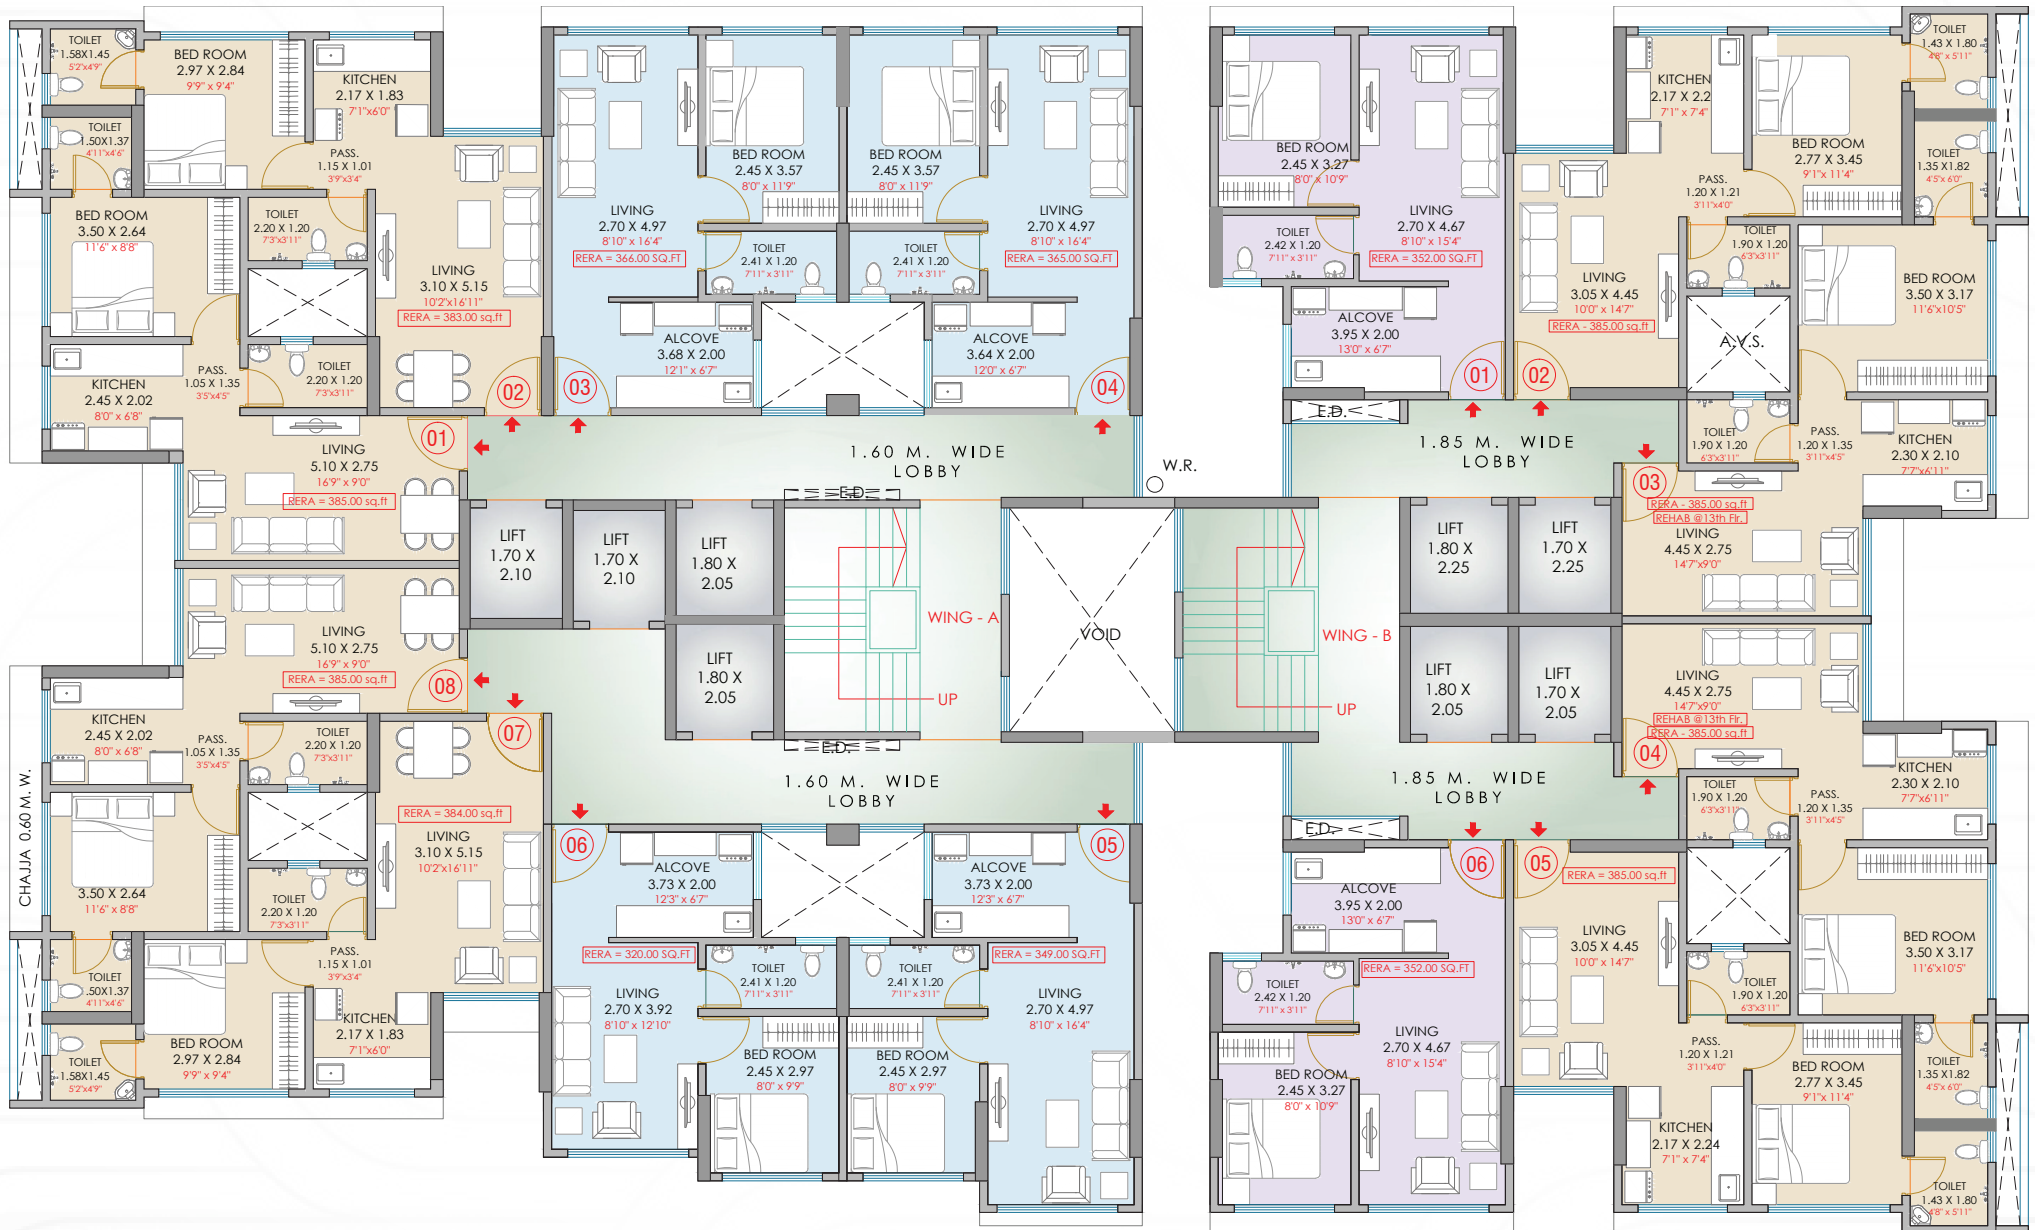 TOILET
1.58X1.45
5'2"x4'9"
BED ROOM
2.97 X 2.84
9'9" x 9'4"
KITCHEN
2.17 X 1.83
7'1"x6'0"
TOILET
1.50X1.37
4'11"x4'6"
PASS.
1.15 X 1.01
3'9"x3'4"
BED ROOM
3.50 X 2.64
11'6" x 8'8"
TOILET
2.20 X 1.20
7'3"x3'11"
LIVING
3.10 X 5.15
10'2"x16'11"
RERA = 383.00 sq.ft
02
KITCHEN
2.45 X 2.02
8'0" x 6'8"
PASS.
1.05 X 1.35
3'5"x4'5"
TOILET
2.20 X 1.20
7'3"x3'11"
LIVING
5.10 X 2.75
16'9" x 9'0"
RERA = 385.00 sq.ft
01
LIVING
2.70 X 4.97
8'10" x 16'4"
RERA = 366.00 SQ.FT
BED ROOM
2.45 X 3.57
8'0" x 11'9"
TOILET
2.41 X 1.20
7'11" x 3'11"
ALCOVE
3.68 X 2.00
12'1" x 6'7"
03
BED ROOM
2.45 X 3.57
8'0" x 11'9"
LIVING
2.70 X 4.97
8'10" x 16'4"
RERA = 365.00 SQ.FT
TOILET
2.41 X 1.20
7'11" x 3'11"
ALCOVE
3.64 X 2.00
12'0" x 6'7"
04
1.60 M. WIDE
LOBBY
E.D.
W.R.
LIFT
1.70 X
2.10
LIFT
1.70 X
2.10
LIFT
1.80 X
2.05
LIFT
1.80 X
2.05
WING - A
UP
VOID
E.D.
1.60 M. WIDE
LOBBY
LIVING
5.10 X 2.75
16'9" x 9'0"
RERA = 385.00 sq.ft
08
KITCHEN
2.45 X 2.02
8'0" x 6'8"
PASS.
1.05 X 1.35
3'5"x4'5"
TOILET
2.20 X 1.20
7'3"x3'11"
07
RERA = 384.00 sq.ft
LIVING
3.10 X 5.15
10'2"x16'11"
CHAJJA 0.60 M. W.
3.50 X 2.64
11'6" x 8'8"
TOILET
2.20 X 1.20
7'3"x3'11"
PASS.
1.15 X 1.01
3'9"x3'4"
TOILET
.50X1.37
4'11"x4'6"
TOILET
1.58X1.45
5'2"x4'9"
BED ROOM
2.97 X 2.84
9'9" x 9'4"
KITCHEN
2.17 X 1.83
7'1"x6'0"
06
ALCOVE
3.73 X 2.00
12'3" x 6'7"
RERA = 320.00 SQ.FT
LIVING
2.70 X 3.92
8'10" x 12'10"
TOILET
2.41 X 1.20
7'11" x 3'11"
BED ROOM
2.45 X 2.97
8'0" x 9'9"
05
ALCOVE
3.73 X 2.00
12'3" x 6'7"
RERA = 349.00 SQ.FT
TOILET
2.41 X 1.20
7'11" x 3'11"
LIVING
2.70 X 4.97
8'10" x 16'4"
BED ROOM
2.45 X 2.97
8'0" x 9'9"
BED ROOM
2.45 X 3.27
8'0" x 10'9"
LIVING
2.70 X 4.67
8'10" x 15'4"
RERA = 352.00 SQ.FT
TOILET
2.42 X 1.20
7'11" x 3'11"
ALCOVE
3.95 X 2.00
13'0" x 6'7"
01
E.D.
KITCHEN
2.17 X 2.2
7'1" x 7'4"
TOILET
1.43 X 1.80
4'8" x 5'11"
BED ROOM
2.77 X 3.45
9'1" x 11'4"
TOILET
1.35 X 1.82
4'5"x 6'0"
PASS.
1.20 X 1.21
3'11"x4'0"
TOILET
1.90 X 1.20
6'3"x3'11"
LIVING
3.05 X 4.45
10'0" x 14'7"
RERA - 385.00 sq.ft
02
BED ROOM
3.50 X 3.17
11'6"x10'5"
A.V.S.
TOILET
1.90 X 1.20
6'3"x3'11"
PASS.
1.20 X 1.35
3'11"x4'5"
KITCHEN
2.30 X 2.10
7'7"x6'11"
1.85 M. WIDE
LOBBY
03
RERA - 385.00 sq.ft
REHAB @13th Flr.
LIVING
4.45 X 2.75
14'7"x9'0"
LIFT
1.80 X
2.25
LIFT
1.70 X
2.25
WING - B
UP
LIFT
1.80 X
2.05
LIFT
1.70 X
2.05
LIVING
4.45 X 2.75
14'7"x9'0"
REHAB @13th Flr.
RERA - 385.00 sq.ft
04
1.85 M. WIDE
LOBBY
E.D.
KITCHEN
2.30 X 2.10
7'7"x6'11"
TOILET
1.90 X 1.20
6'3"x3'11"
PASS.
1.20 X 1.35
3'11"x4'5"
06
ALCOVE
3.95 X 2.00
13'0" x 6'7"
RERA = 352.00 SQ.FT
TOILET
2.42 X 1.20
7'11" x 3'11"
LIVING
2.70 X 4.67
8'10" x 15'4"
BED ROOM
2.45 X 3.27
8'0" x 10'9"
05
RERA = 385.00 sq.ft
LIVING
3.05 X 4.45
10'0" x 14'7"
BED ROOM
3.50 X 3.17
11'6"x10'5"
TOILET
1.90 X 1.20
6'3"x3'11"
PASS.
1.20 X 1.21
3'11"x4'0"
TOILET
1.35 X 1.82
4'5"x 6'0"
BED ROOM
2.77 X 3.45
9'1" x 11'4"
KITCHEN
2.17 X 2.24
7'1" x 7'4"
TOILET
1.43 X 1.80
4'8" x 5'11"